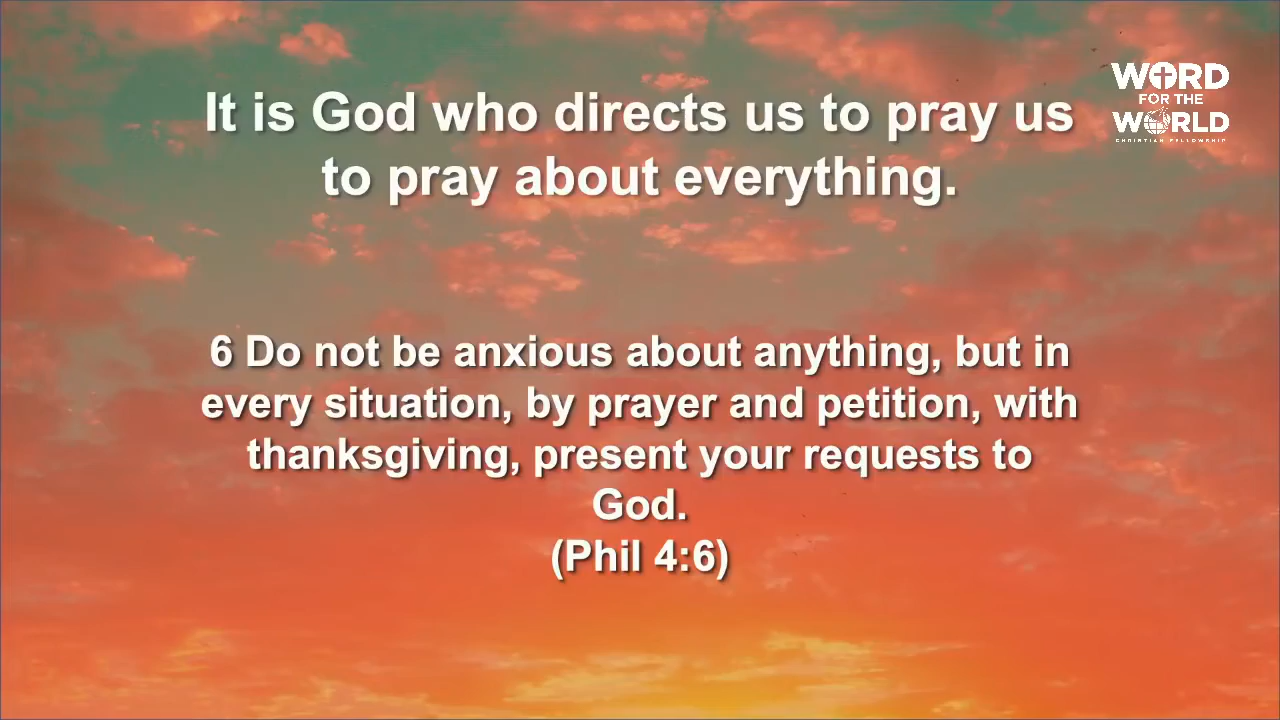 It is God who directs us to pray us
to pray about everything.
WORD
FOR THE
WORLD
CHRISTIAN FELLOWSHIP
6 Do not be anxious about anything, but in
every situation, by prayer and petition, with
thanksgiving, present your requests to
God.
(Phil 4:6)